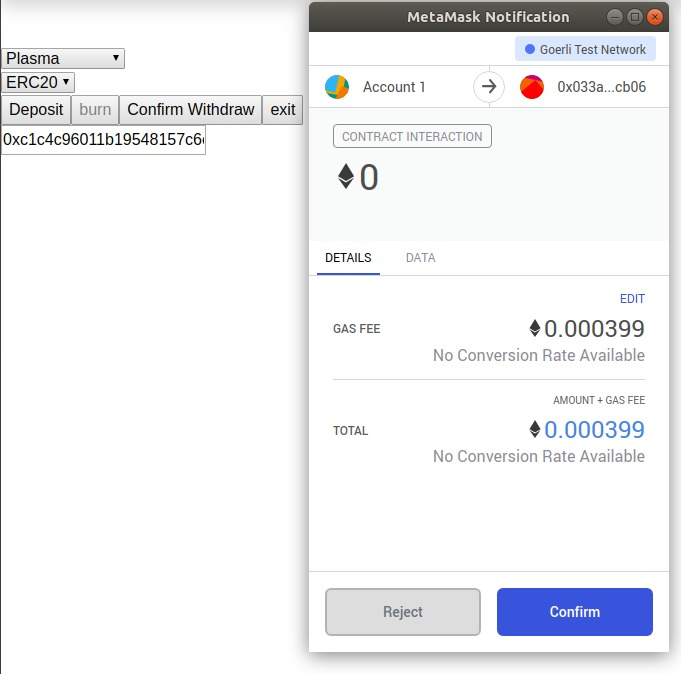 Plasma
ERC20
Deposit burn Confirm Withdraw exit
0xc1c4c96011b19548157c6
MetaMask Notification
Goerli Test Network
Account 1 0x033a...cb06
CONTRACT INTERACTION
0
DETAILS DATA
EDIT
GAS FEE 0.000399
No Conversion Rate Available
AMOUNT + GAS FEE
TOTAL 0.000399
No Conversion Rate Available
Reject Confirm